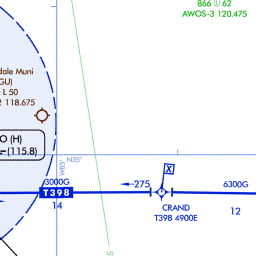 866 62
AWOS-3 120.475
dale Muni
GU)
L 50
118.675
O (H)
(115.8)
N35°
W85°
X
3000G
275
6300G
T398
14
CRAND
T398 4900E
12